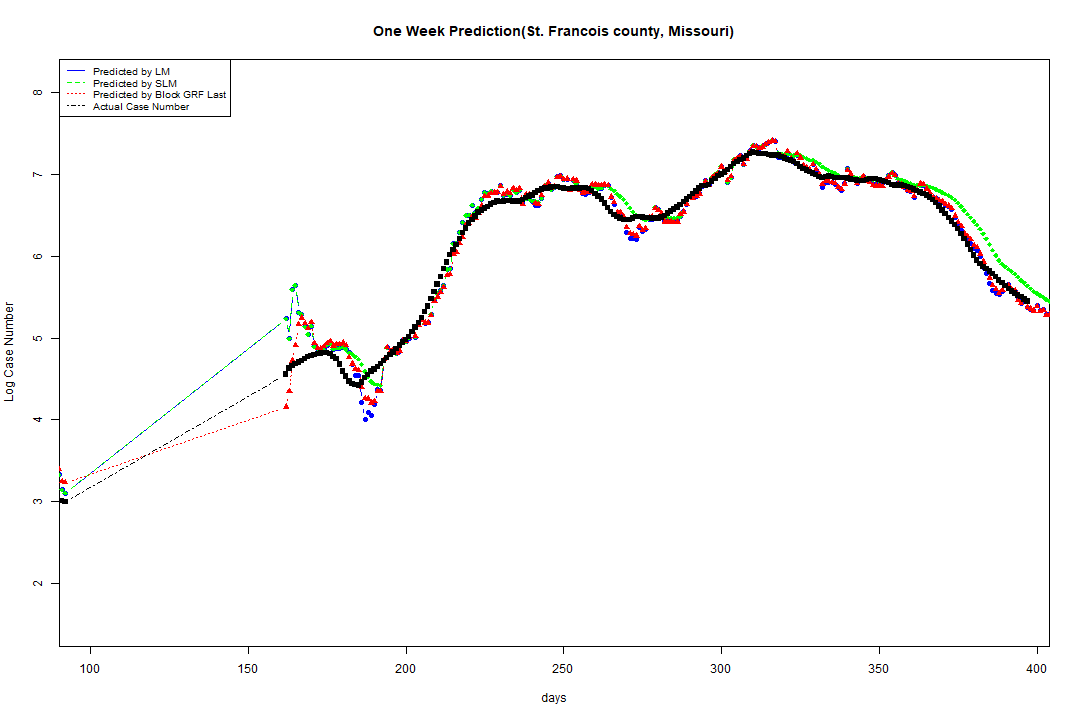 One Week Prediction(St. Francois county, Missouri)
Predicted by LM
Predicted by SLM
Predicted by Block GRF Last
Actual Case Number
Log Case Number
8
7
6
5
4
3
2
100 150 200 250 300 350 400
days